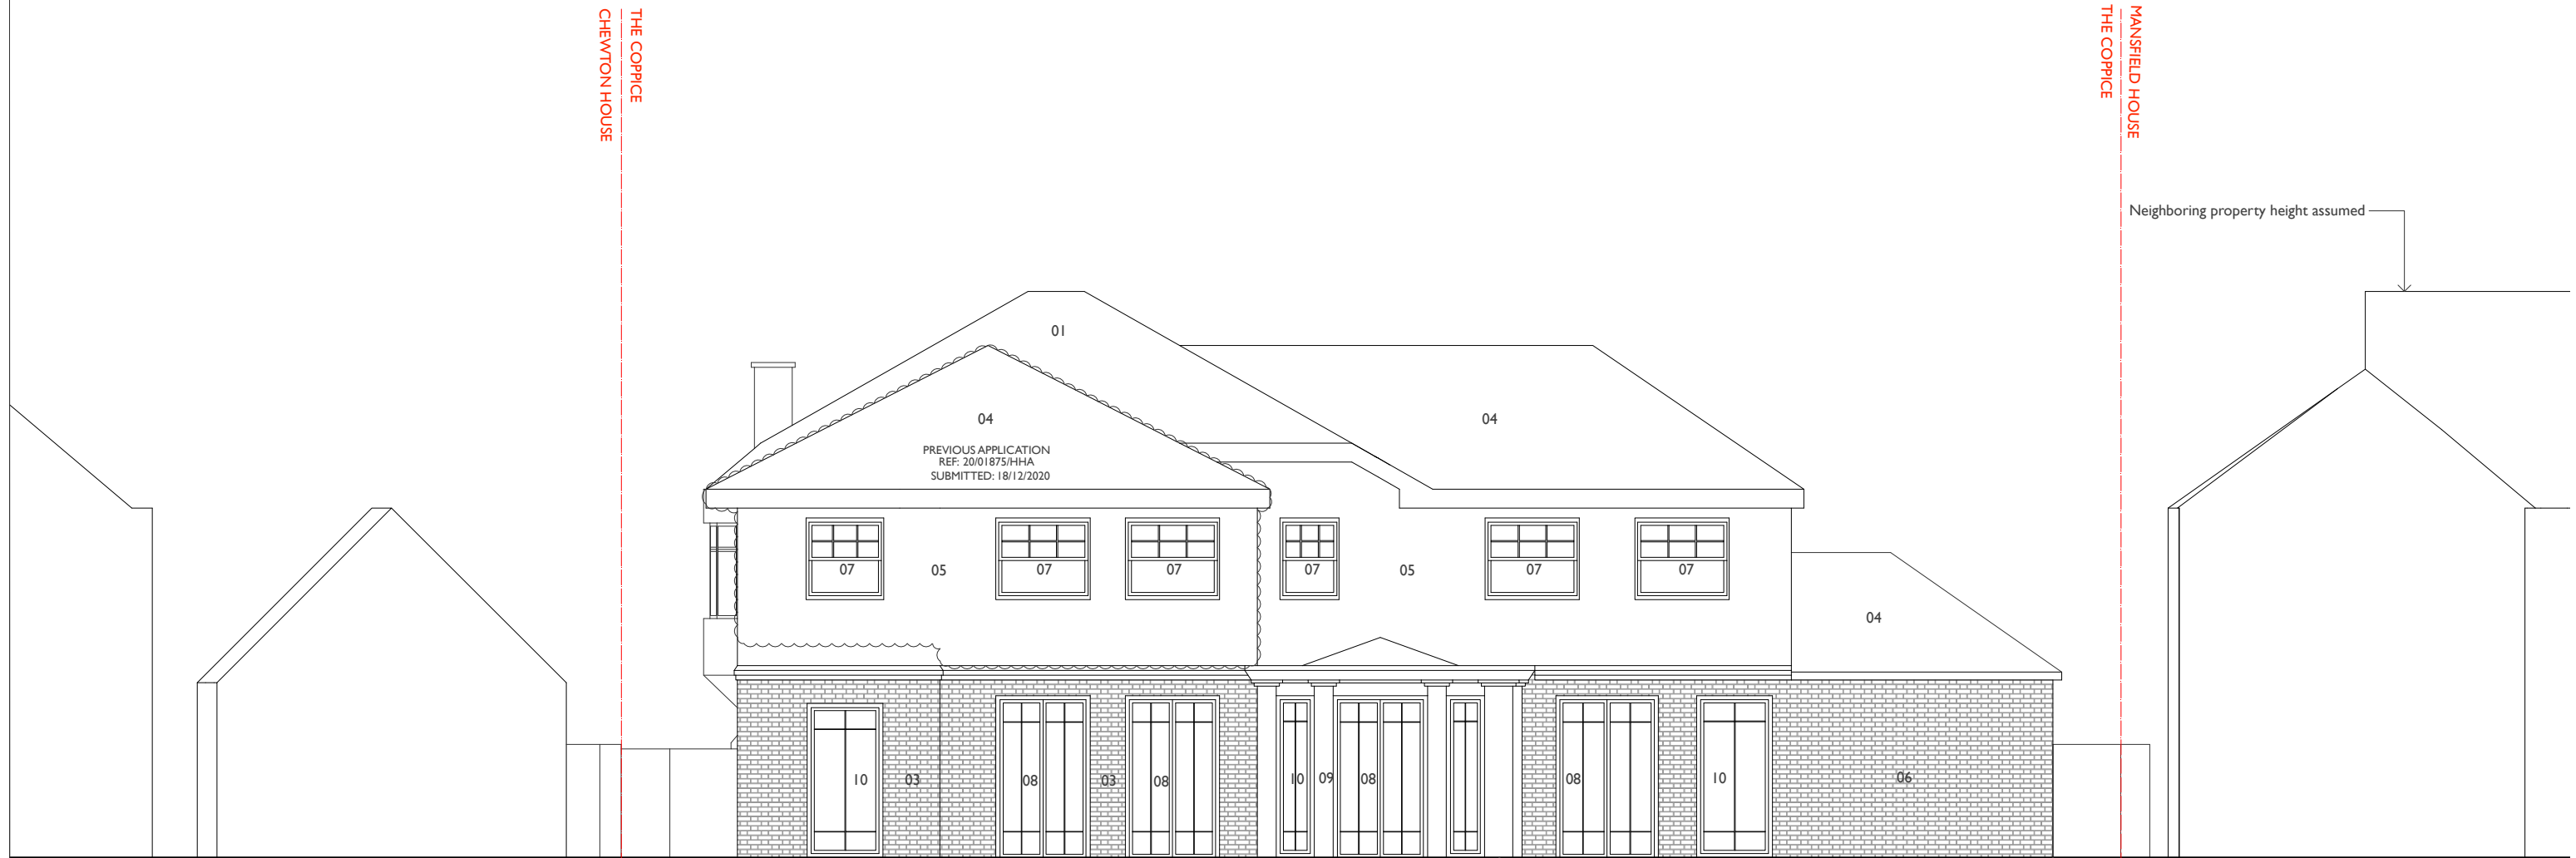 CHEWTON HOUSE
THE COPPICE
THE COPPICE
MANSFIELD HOUSE
Neighboring property height assumed
01
04
04
PREVIOUS APPLICATION
REF: 20/01875/HHA
SUBMITTED: 18/12/2020
07
05
07
07
07
05
07
07
04
10
03
08
03
08
10
09
08
08
10
06